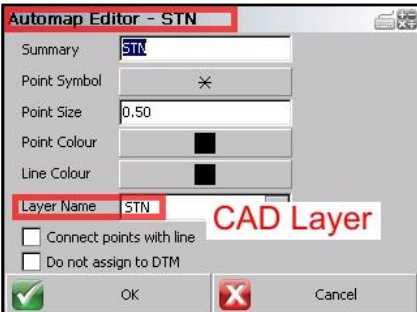 Automap Editor - STN
Summary STN
Point Symbol
Point Size 0.50
Point Colour
Line Colour
Layer Name STN
CAD Layer
Connect points with line
Do not assign to DTM
OK Cancel